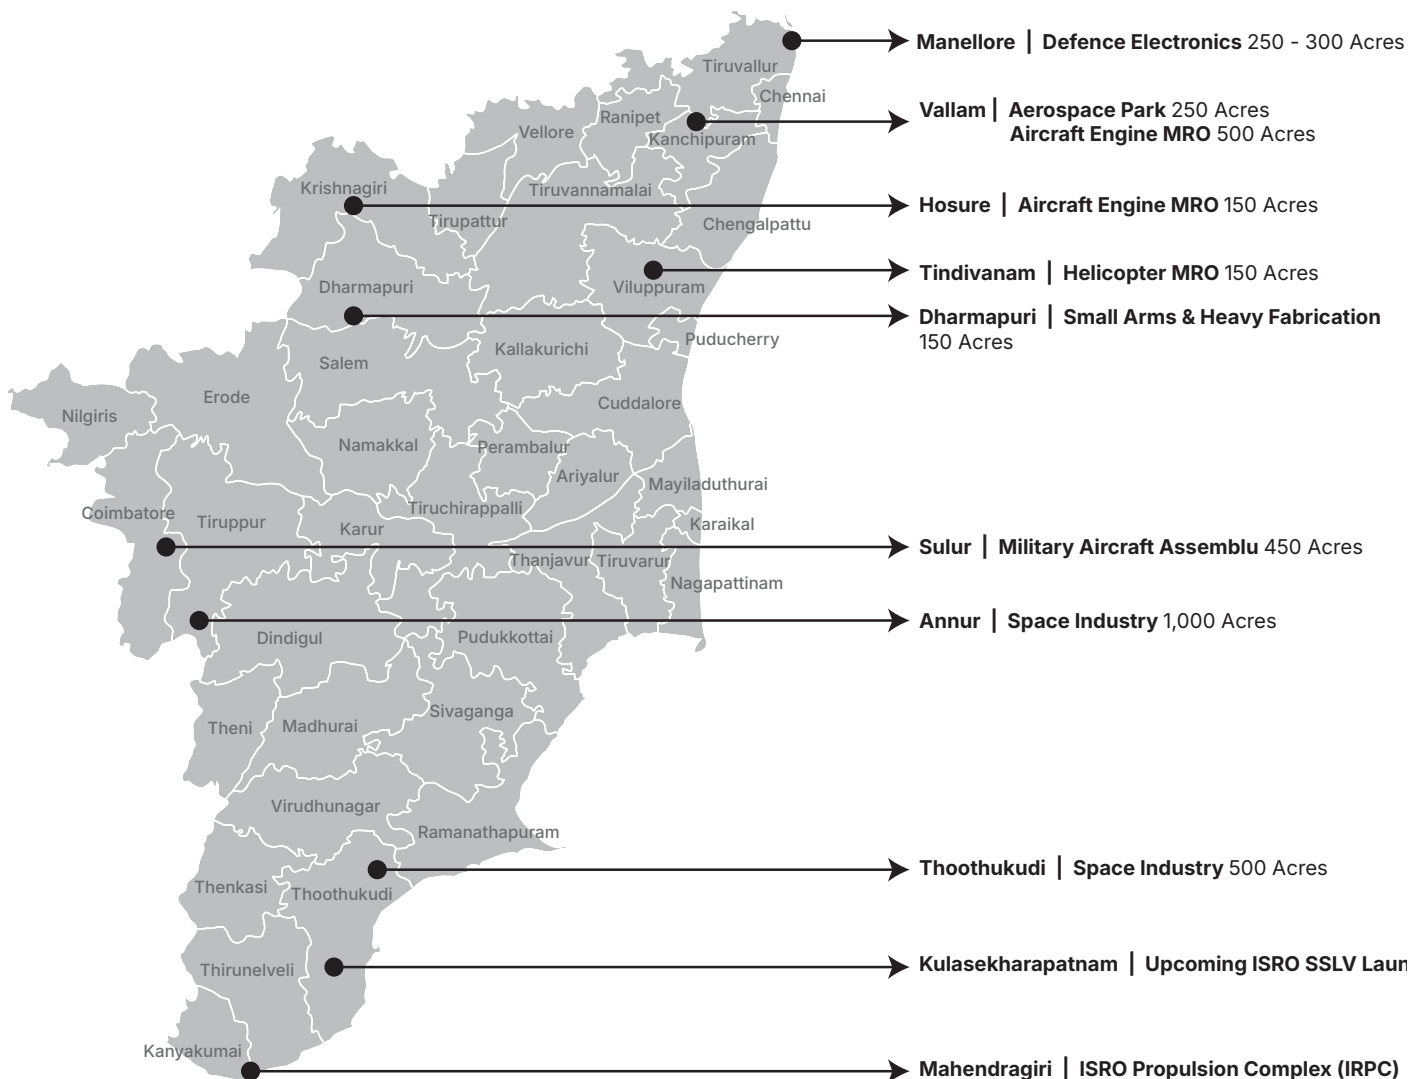 Manellore | Defence Electronics 250 - 300 Acres
Tiruvallur
Chennai
Vallam | Aerospace Park 250 Acres
Aircraft Engine MRO 500 Acres
Ranipet
Vellore
Kanchipuram
Krishnagiri
Tiruvannamalai
Hosure | Aircraft Engine MRO 150 Acres
Tirupattur
Chengalpattu
Tindivanam | Helicopter MRO 150 Acres
Dharmapuri
Viluppuram
Dharmapuri | Small Arms & Heavy Fabrication
150 Acres
Puducherry
Kallakurichi
Salem
Erode
Cuddalore
Nilgiris
Namakkal
Perambalur
Ariyalur
Mayiladuthurai
Coimbatore
Tiruppur
Karur
Tiruchirappalli
Karaikal
Sulur | Military Aircraft Assemblu 450 Acres
Thanjavur
Tiruvarur
Nagapattinam
Annur | Space Industry 1,000 Acres
Dindigul
Pudukkottai
Theni
Madhurai
Sivaganga
Virudhunagar
Ramanathapuram
Thoothukudi | Space Industry 500 Acres
Thenkasi
Thoothukudi
Thirunelveli
Kulasekharapatnam | Upcoming ISRO SSLV Laun
Kanyakumai
Mahendragiri | ISRO Propulsion Complex (IRPC)